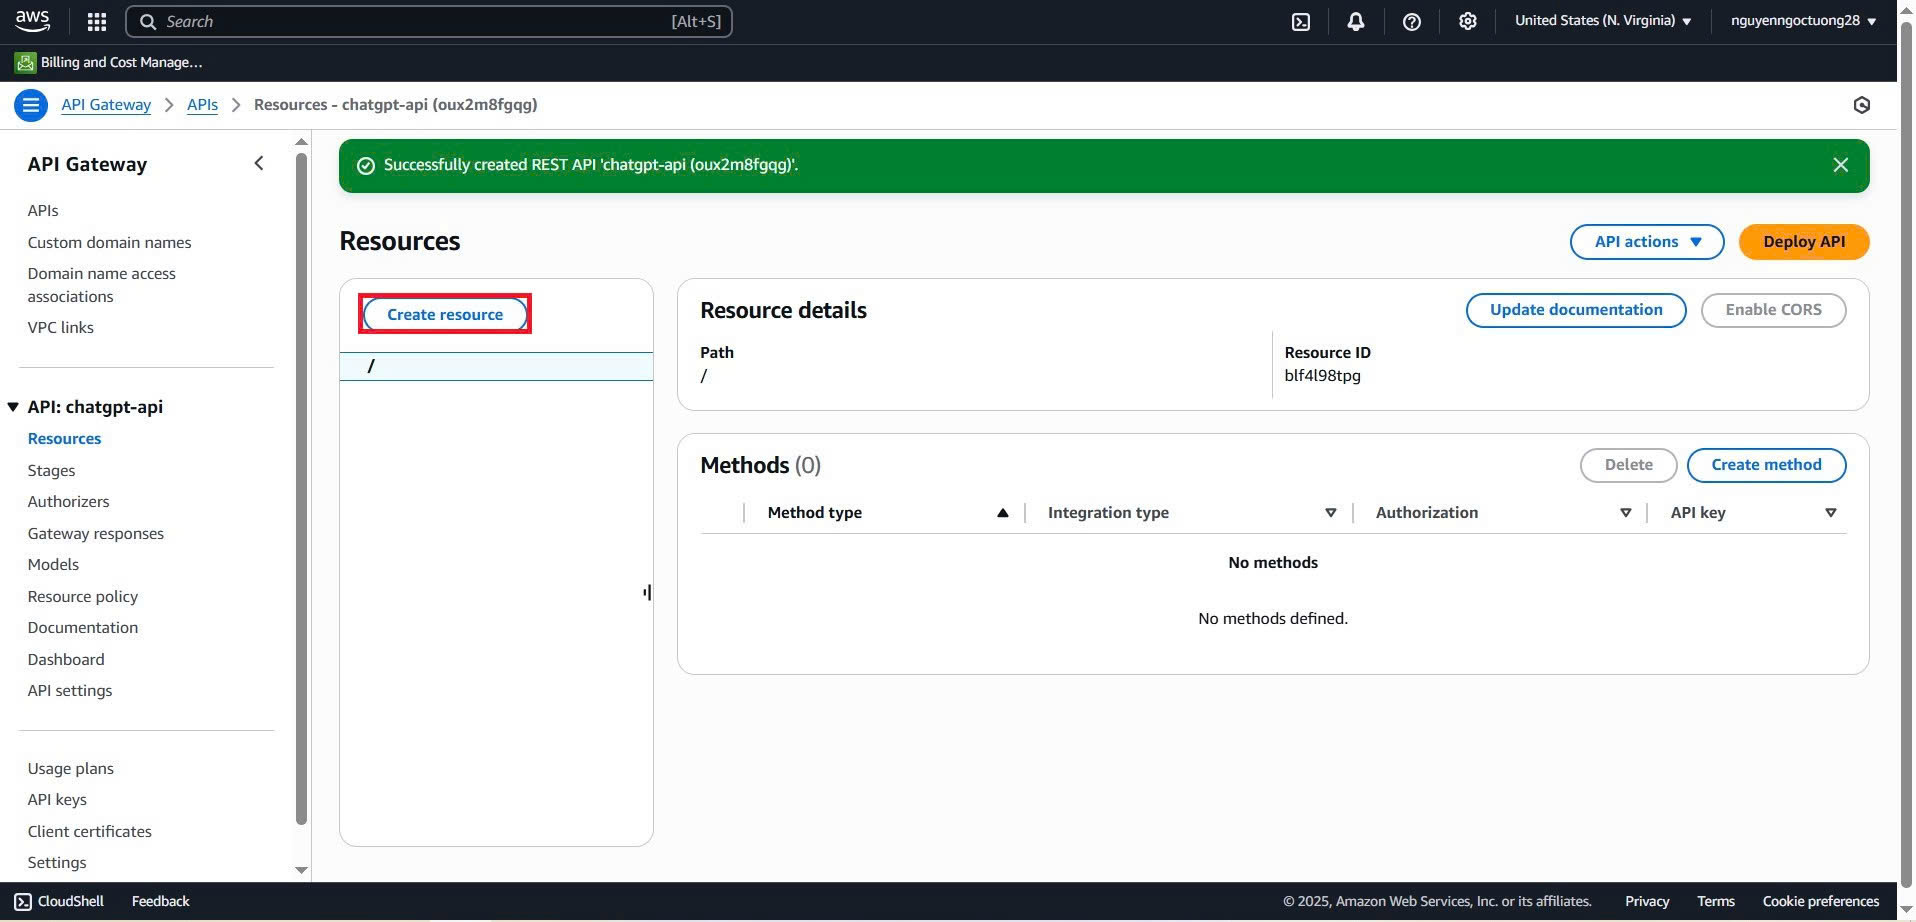 aws
Search [Alt+S]
United States (N. Virginia)
nguyenngoctuong28
Billing and Cost Manage...
API Gateway
APIs
Resources - chatgpt-api (oux2m8fgqg)
API Gateway
APIs
Custom domain names
Domain name access
associations
VPC links
API: chatgpt-api
Resources
Stages
Authorizers
Gateway responses
Models
Resource policy
Documentation
Dashboard
API settings
Usage plans
API keys
Client certificates
Settings
Successfully created REST API 'chatgpt-api (oux2m8fgqg)'.
Resources
API actions
Deploy API
Create resource
/
Resource details
Update documentation
Enable CORS
Path
/
Resource ID
blf4l98tpg
Methods (0)
Delete
Create method
Method type
Integration type
Authorization
API key
No methods
No methods defined.
CloudShell
Feedback
© 2025, Amazon Web Services, Inc. or its affiliates.
Privacy
Terms
Cookie preferences